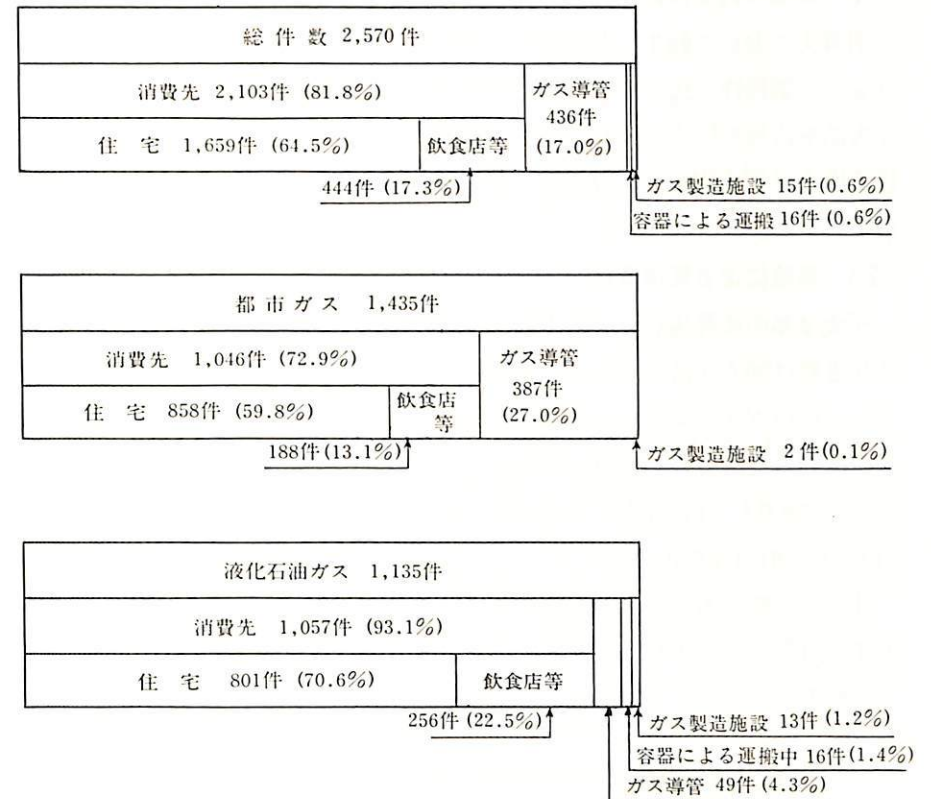 総件数 2,570件
消費先 2,103件 (81.8%)
ガス導管
436件
(17.0%)
住宅 1,659件 (64.5%)
飲食店等
444件 (17.3%)
ガス製造施設 15件(0.6%)
容器による運搬 16件(0.6%)
都市ガス 1,435件
消費先 1,046件 (72.9%)
ガス導管
387件
(27.0%)
住宅 858件 (59.8%)
飲食店
等
188件(13.1%)
ガス製造施設 2件(0.1%)
液化石油ガス 1,135件
消費先 1,057件 (93.1%)
住宅 801件 (70.6%)
飲食店等
256件 (22.5%)
ガス製造施設 13件(1.2%)
容器による運搬中 16件(1.4%)
ガス導管 49件(4.3%)